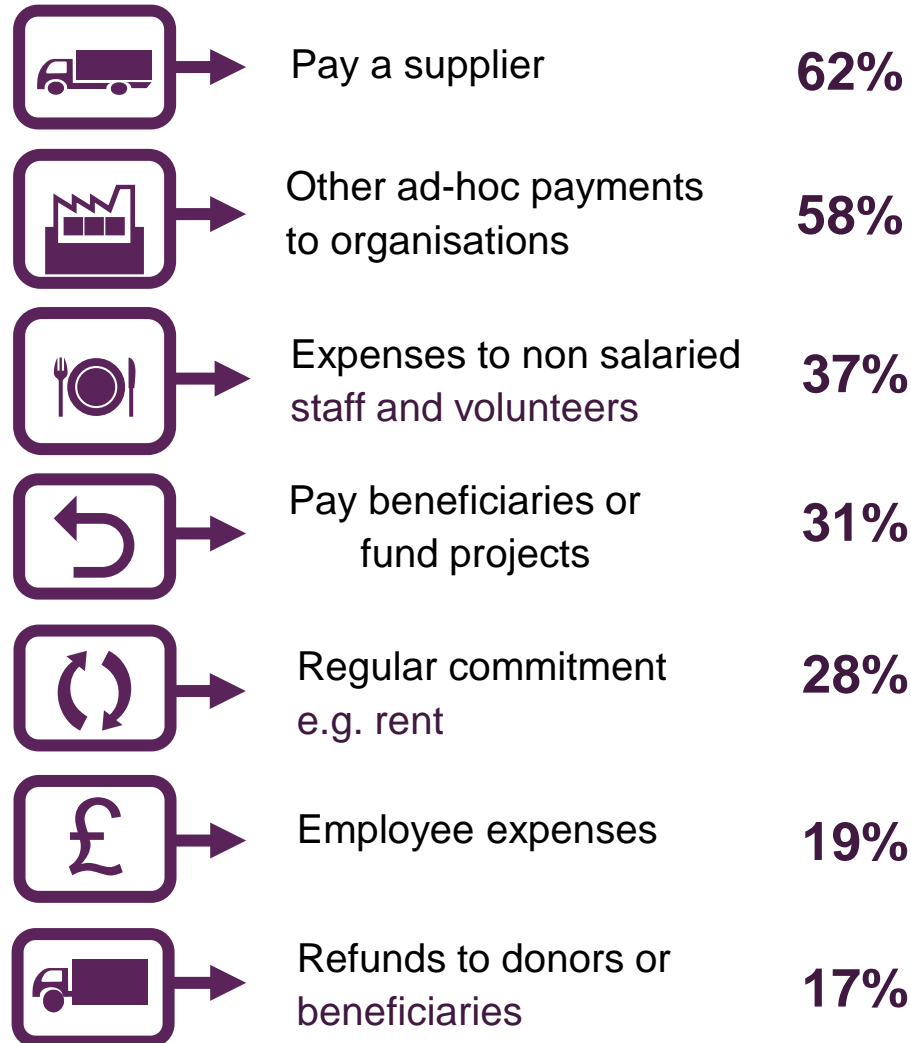 Pay a supplier 62%
Other ad-hoc payments
to organisations 58%
Expenses to non salaried
staff and volunteers 37%
Pay beneficiaries or
fund projects 31%
Regular commitment
e.g. rent 28%
£ Employee expenses 19%
Refunds to donors or
beneficiaries 17%